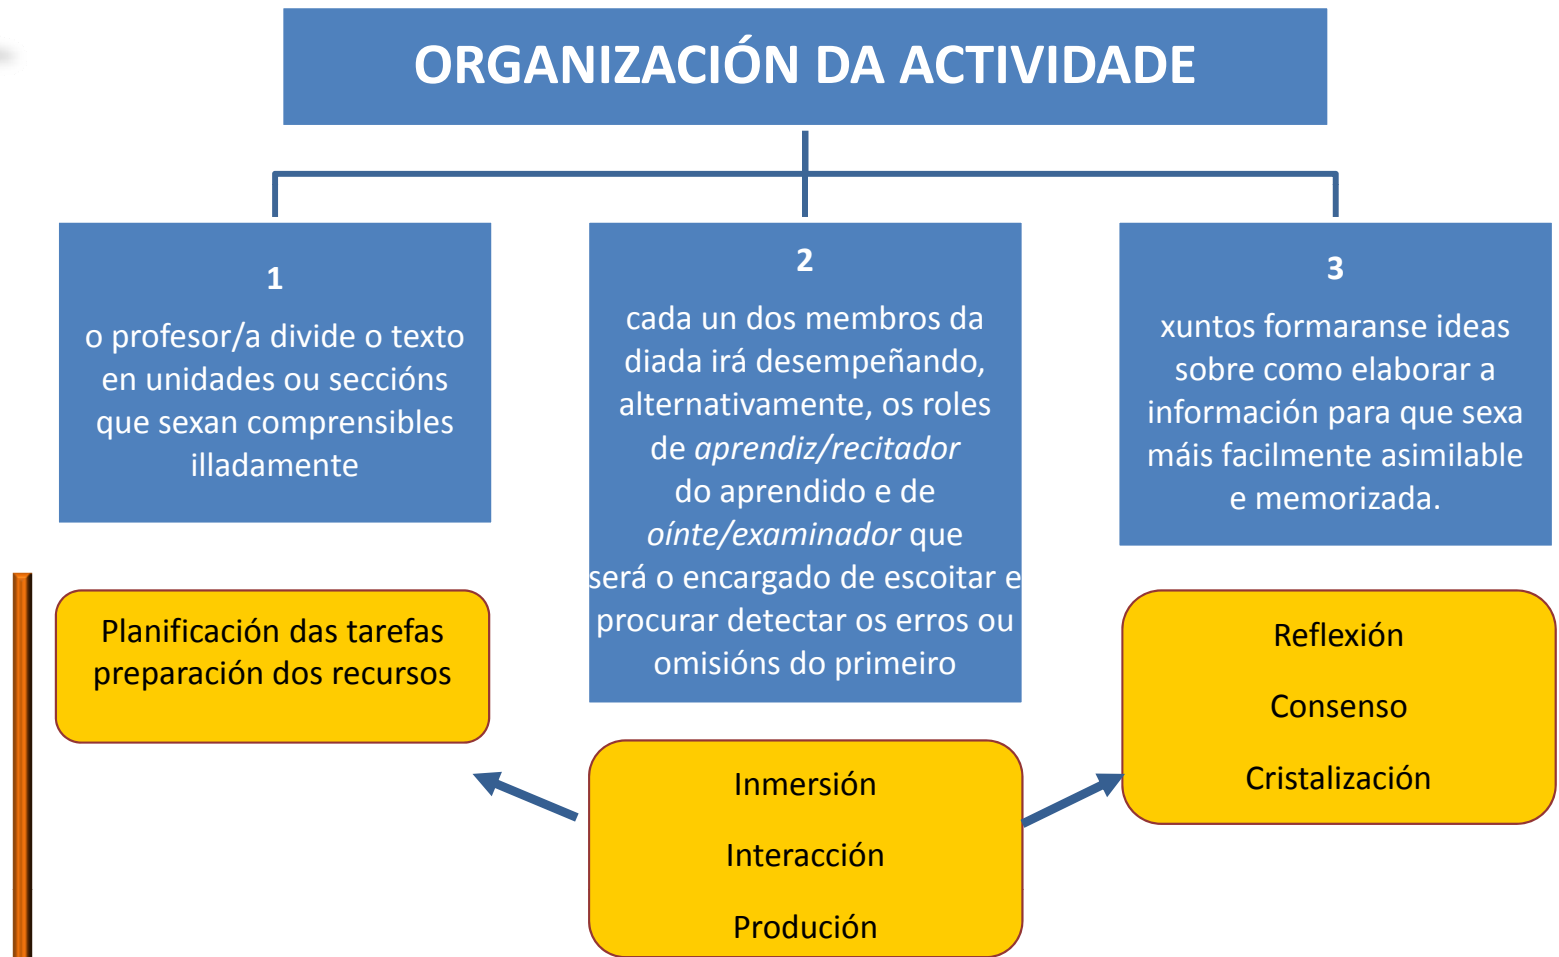 ORGANIZACIÓN DA ACTIVIDADE
1
o profesor/a divide o texto
en unidades ou seccións
que sexan comprensibles
illadamente
2
cada un dos membros da
diada irá desempeñando,
alternativamente, os roles
de aprendiz/recitador
do aprendido e de
oínte/examinador que
será o encargado de escoitar e
procurar detectar os erros ou
omisións do primeiro
3
xuntos formaranse ideas
sobre como elaborar a
información para que sexa
máis facilmente asimilable
e memorizada.
Planificación das tarefas
preparación dos recursos
Inmersión
Interacción
Produción
Reflexión
Consenso
Cristalización